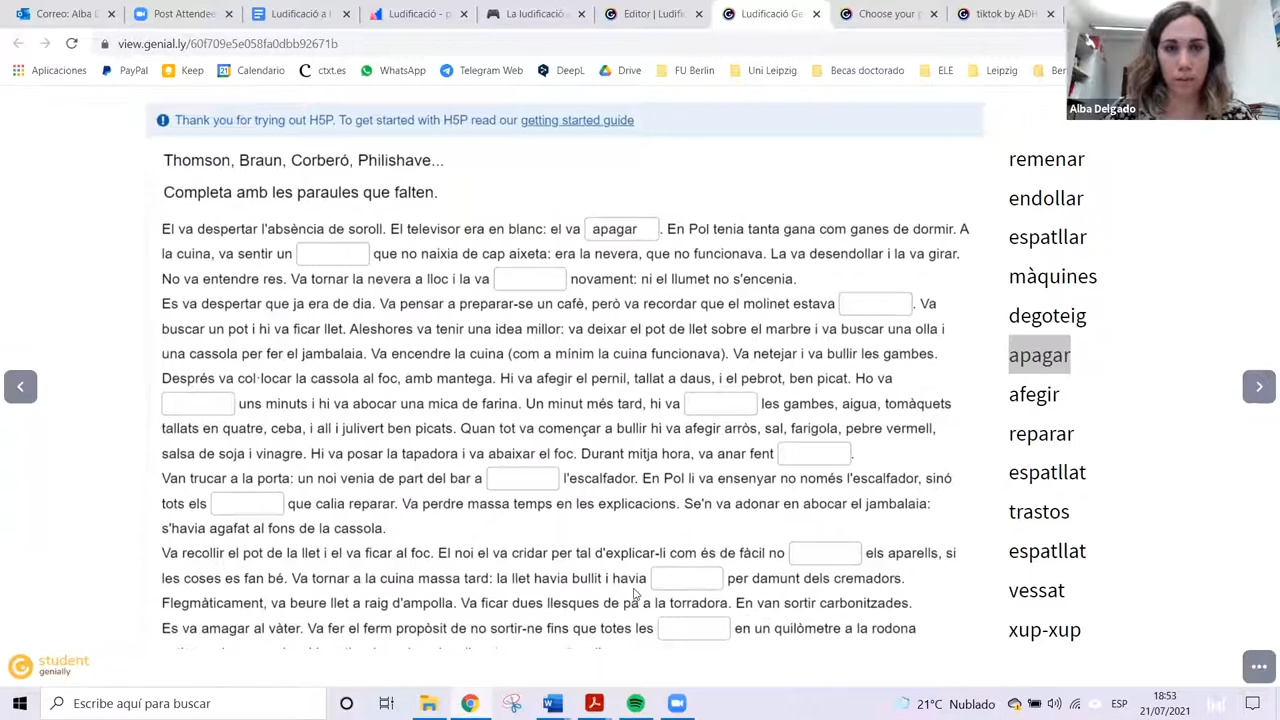 Cam
Post Attende
Ludificació a l
Ludificació - p
La ludificació
Editor | Ludifi
Ludificació Ge
Choose your p
tiktok by ADH
view.genial.ly/60f709e5e058fa0dbb92671b
Aplicaciones PayPal Keep Calendario ctxt.es WhatsApp Telegram Web DeepL Drive FU Berlin Uni Leipzig Becas doctorado ELE Leipzig Ber
Alba Delgado
Thank you for trying out H5P. To get started with H5P read our getting started guide
Thomson, Braun, Corberó, Philishave...
Completa amb les paraules que falten.
El va despertar l'absència de soroll. El televisor era en blanc: el va apagar . En Pol tenia tanta gana com ganes de dormir. A
la cuina, va sentir un que no naixia de cap aixeta: era la nevera, que no funcionava. La va desendollar i la va girar.
No va entendre res. Va tornar la nevera a lloc i la va novament: ni el llumet no s'encenia.
Es va despertar que ja era de dia. Va pensar a preparar-se un cafè, però va recordar que el molinet estava . Va
buscar un pot i hi va ficar llet. Aleshores va tenir una idea millor: va deixar el pot de llet sobre el marbre i va buscar una olla i
una cassola per fer el jambalaia. Va encendre la cuina (com a mínim la cuina funcionava). Va netejar i va bullir les gambes.
Després va col·locar la cassola al foc, amb mantega. Hi va afegir el pernil, tallat a daus, i el pebrot, ben picat. Ho va
uns minuts i hi va abocar una mica de farina. Un minut més tard, hi va les gambes, aigua, tomàquets
tallats en quatre, ceba, i all i julivert ben picats. Quan tot va començar a bullir hi va afegir arròs, sal, farigola, pebre vermell,
salsa de soja i vinagre. Hi va posar la tapadora i va abaixar el foc. Durant mitja hora, va anar fent .
Van trucar a la porta: un noi venia de part del bar a l'escalfador. En Pol li va ensenyar no només l'escalfador, sinó
tots els que calia reparar. Va perdre massa temps en les explicacions. Se'n va adonar en abocar el jambalaia:
s'havia agafat al fons de la cassola.
Va recollir el pot de la llet i el va ficar al foc. El noi el va cridar per tal d'explicar-li com és de fàcil no els aparells, si
les coses es fan bé. Va tornar a la cuina massa tard: la llet havia bullit i havia per damunt dels cremadors.
Flegmàticament, va beure llet a raig d'ampolla. Va ficar dues llesques de pa a la torradora. En van sortir carbonitzades.
Es va amagar al vàter. Va fer el ferm propòsit de no sortir-ne fins que totes les en un quilòmetre a la rodona
remenar
endollar
espatllar
màquines
degoteig
apagar
afegir
reparar
espatllat
trastos
espatllat
vessat
xup-xup
student
genially
Escribe aquí para buscar
21°C Nublado
ESP
18:53
21/07/2021